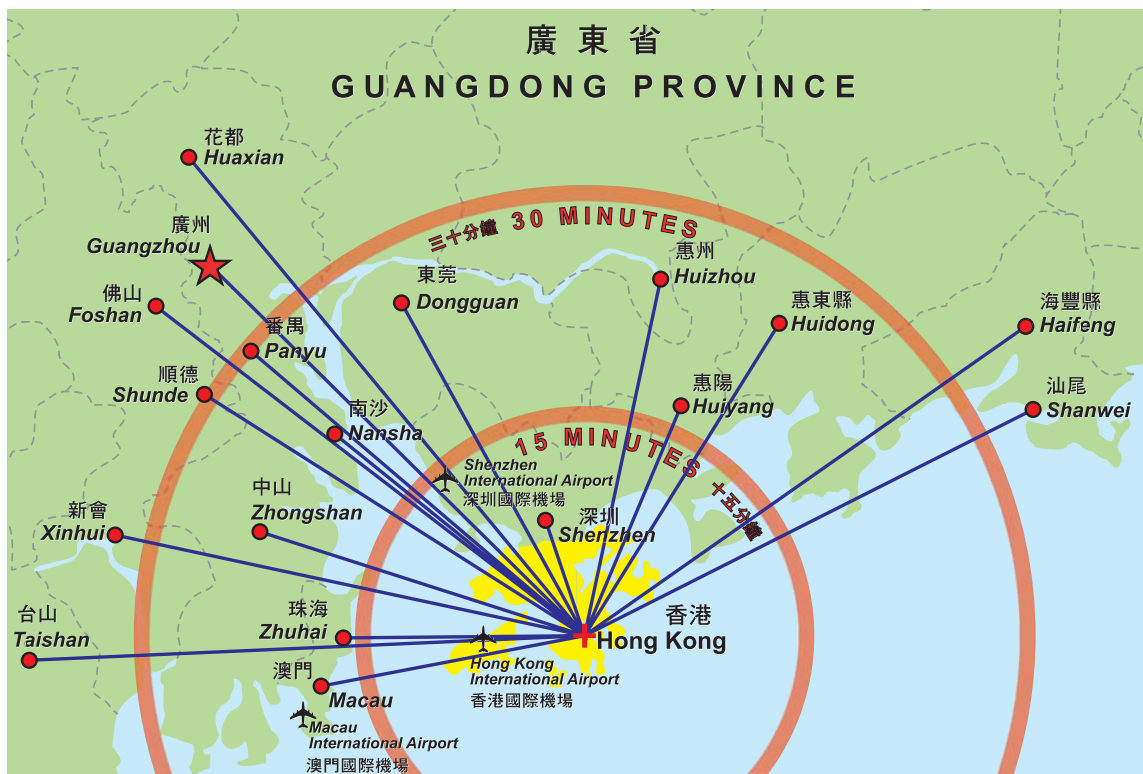 廣東省
GUANGDONG PROVINCE
花都
Huaxian
三十分鐘 30 MINUTES
廣州
Guangzhou
惠州
Huizhou
東莞
Dongguan
佛山
Foshan
惠東縣
Huidong
海豐縣
Haifeng
番禺
Panyu
順德
Shunde
惠陽
Huiyang
汕尾
Shanwei
南沙
Nansha
15 MINUTES 十五分鐘
Shenzhen
International Airport
深圳國際機場
中山
Zhongshan
新會
Xinhui
深圳
Shenzhen
台山
Taishan
珠海
Zhuhai
香港
Hong Kong
Hong Kong
International Airport
香港國際機場
澳門
Macau
Macau
International Airport
澳門國際機場